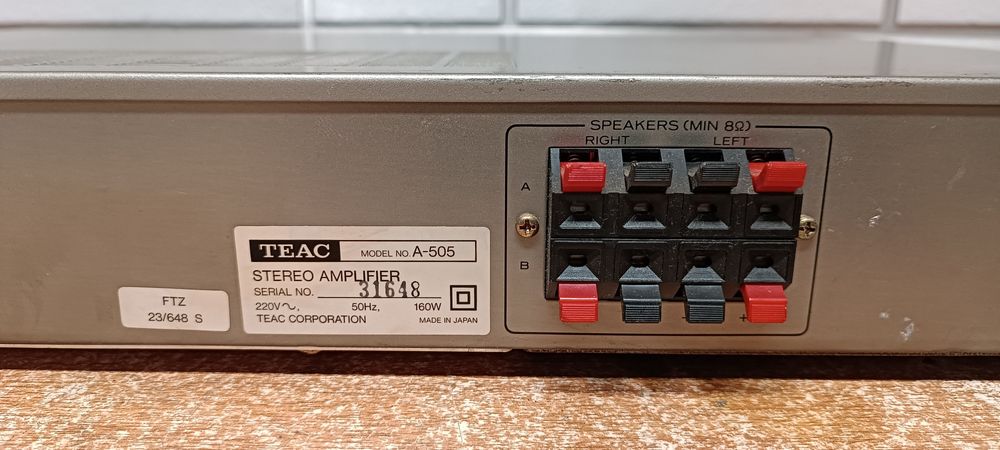 SPEAKERS (MIN 8Ω)
RIGHT LEFT
A
B
+
TEAC MODEL NO. A-505
STEREO AMPLIFIER
SERIAL NO. 31648
220V∿, 50Hz, 160W
TEAC CORPORATION MADE IN JAPAN
FTZ
23/648 S